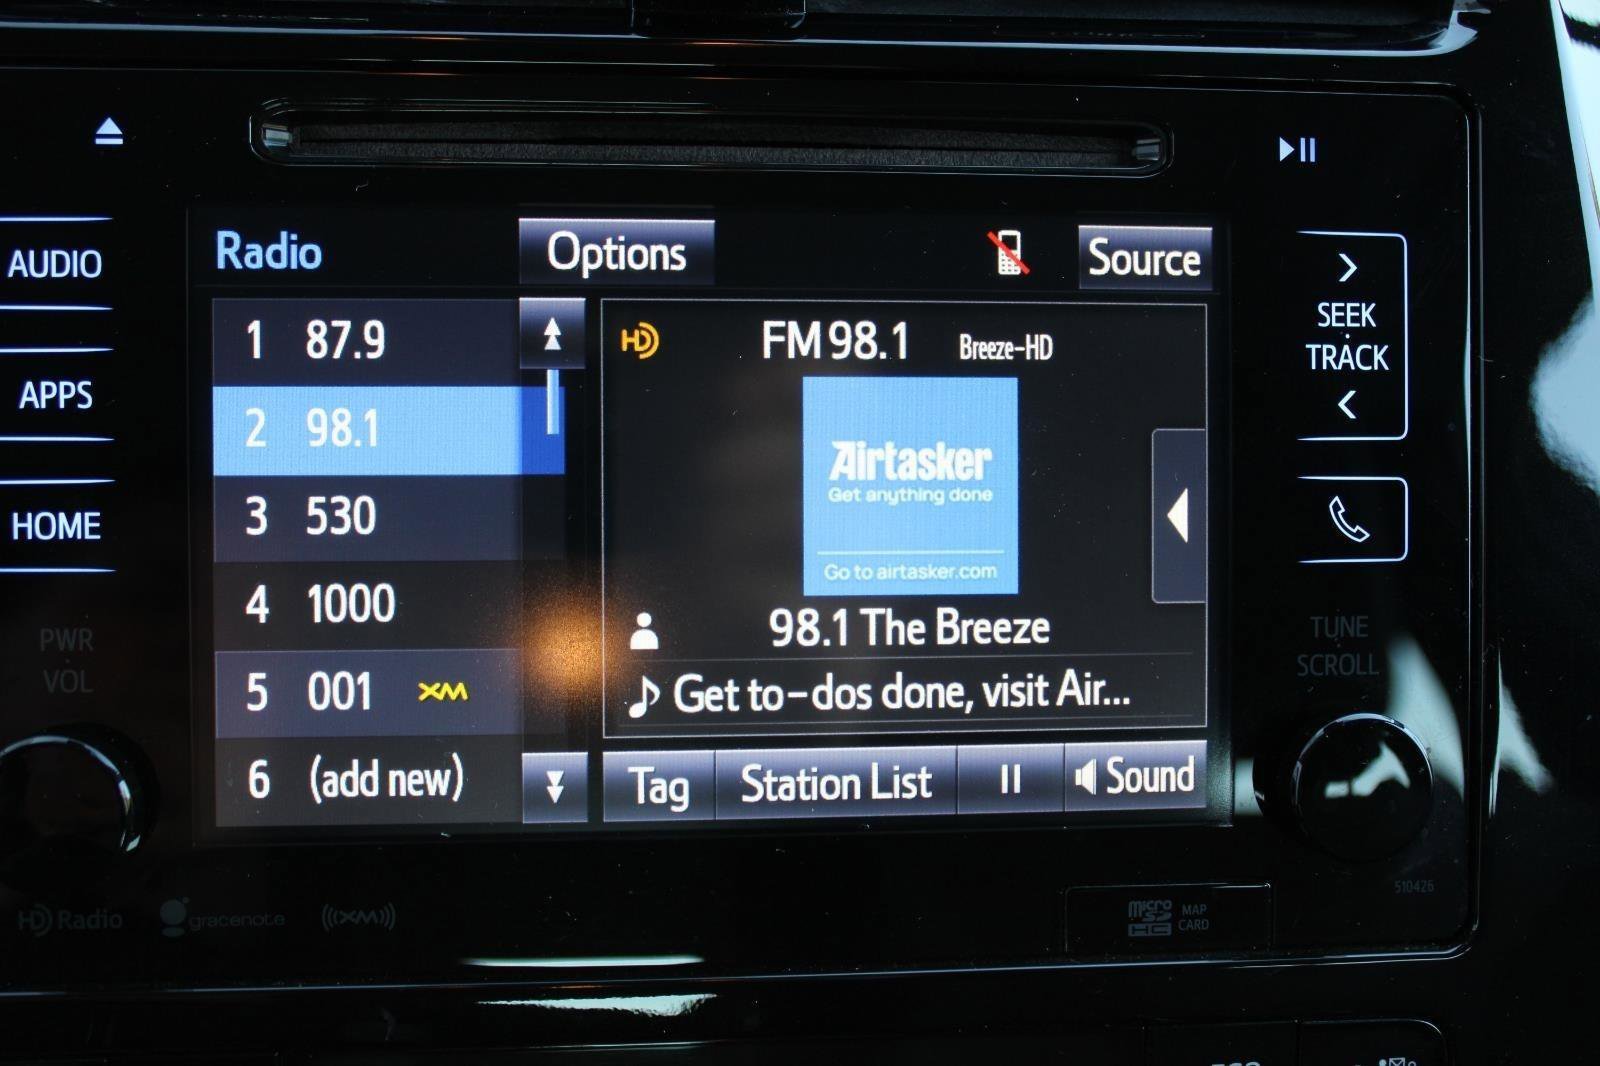 AUDIO
APPS
HOME
PWR
VOL
Radio
Options
Source
1 87.9
2 98.1
3 530
4 1000
5 001 XM
6 (add new)
HD FM 98.1 Breeze-HD
Airtasker
Get anything done
Go to airtasker.com
98.1 The Breeze
Get to-dos done, visit Air...
Tag
Station List
Sound
SEEK
TRACK
TUNE
SCROLL
510426
HD Radio
gracenote
XM
micro
SD
HC
MAP
CARD